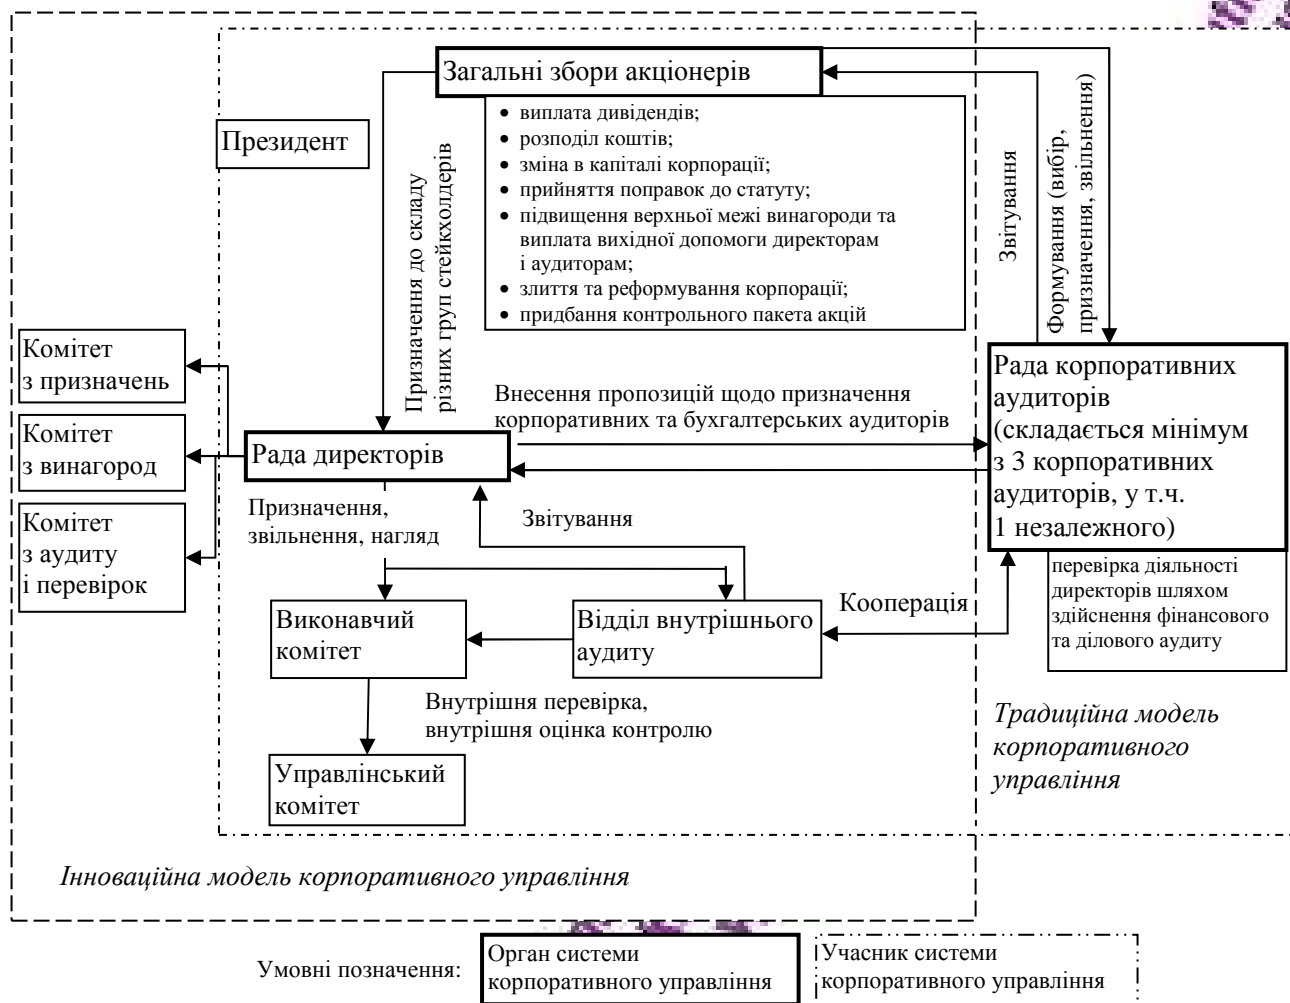 Загальні збори акціонерів
• виплата дивідендів;
• розподіл коштів;
• зміна в капіталі корпорації;
• прийняття поправок до статуту;
• підвищення верхньої межі винагороди та
виплата вихідної допомоги директорам
і аудиторам;
• злиття та реформування корпорації;
• придбання контрольного пакета акцій
Президент
Призначення до складу
різних груп стейкхолдерів
Звітування
Формування (вибір,
призначення, звільнення)
Комітет
з призначень
Комітет
з винагород
Комітет
з аудиту
і перевірок
Рада директорів
Внесення пропозицій щодо призначення
корпоративних та бухгалтерських аудиторів
Рада корпоративних
аудиторів
(складається мінімум
з 3 корпоративних
аудиторів, у т.ч.
1 незалежного)
перевірка діяльності
директорів шляхом
здійснення фінансового
та ділового аудиту
Призначення,
звільнення, нагляд
Звітування
Кооперація
Виконавчий
комітет
Відділ внутрішнього
аудиту
Внутрішня перевірка,
внутрішня оцінка контролю
Управлінський
комітет
Традиційна модель
корпоративного
управління
Інноваційна модель корпоративного управління
Умовні позначення:
Орган системи
корпоративного управління
Учасник системи
корпоративного управління